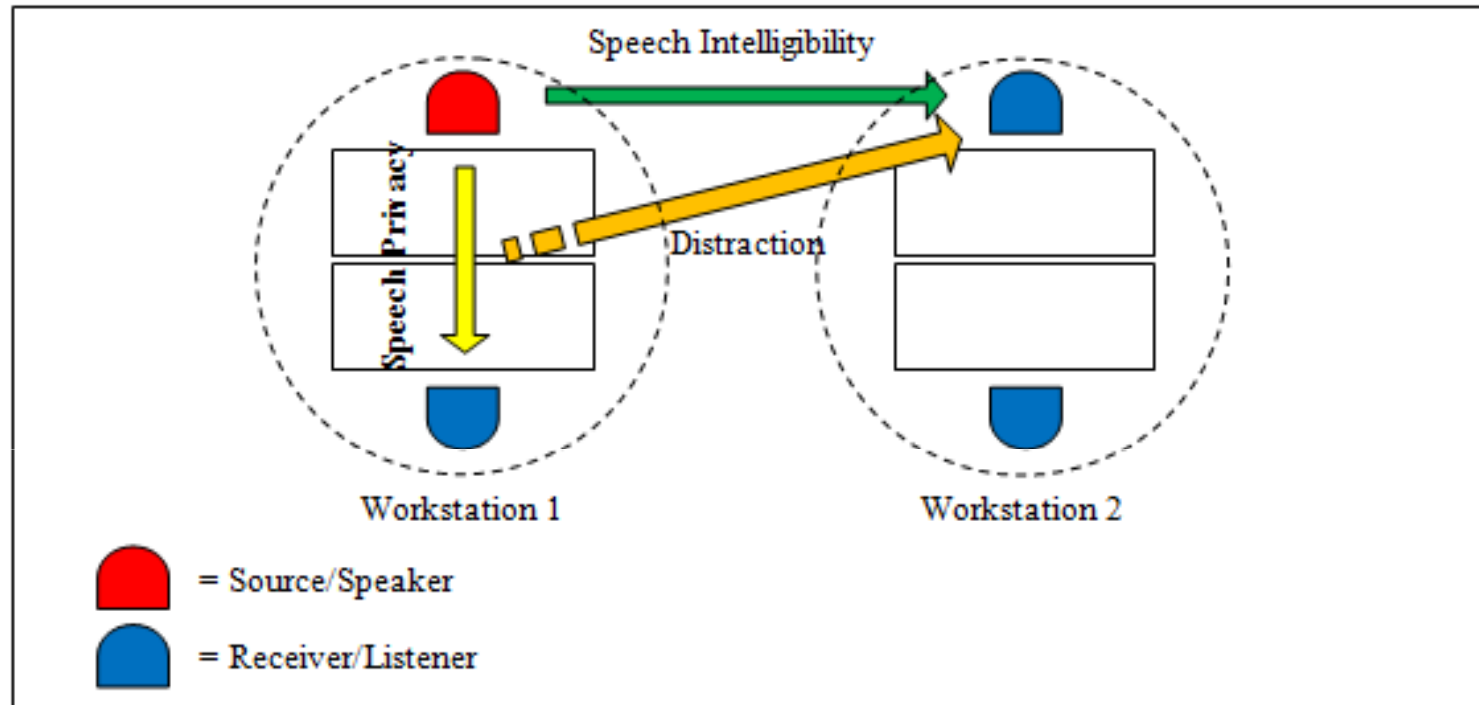 Speech Intelligibility
Speech Privacy
Distraction
Workstation 1
Workstation 2
= Source/Speaker
= Receiver/Listener